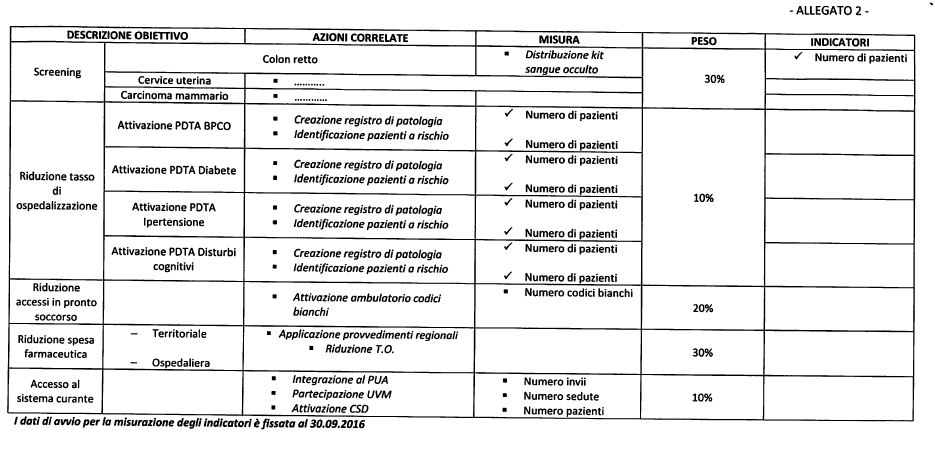 - ALLEGATO 2 -
DESCRIZIONE OBIETTIVO AZIONI CORRELATE MISURA PESO INDICATORI
Screening
Colon retto
▪ Distribuzione kit
sangue occulto
30%
✓ Numero di pazienti
Cervice uterina ▪ ...........
Carcinoma mammario ▪ ............
Riduzione tasso
di
ospedalizzazione
Attivazione PDTA BPCO
▪ Creazione registro di patologia
▪ Identificazione pazienti a rischio
✓ Numero di pazienti
✓ Numero di pazienti
Attivazione PDTA Diabete
▪ Creazione registro di patologia
▪ Identificazione pazienti a rischio
✓ Numero di pazienti
✓ Numero di pazienti
Attivazione PDTA
Ipertensione
▪ Creazione registro di patologia
▪ Identificazione pazienti a rischio
✓ Numero di pazienti
✓ Numero di pazienti
Attivazione PDTA Disturbi
cognitivi
▪ Creazione registro di patologia
▪ Identificazione pazienti a rischio
✓ Numero di pazienti
✓ Numero di pazienti
10%
Riduzione
accessi in pronto
soccorso
▪ Attivazione ambulatorio codici
bianchi
▪ Numero codici bianchi
20%
Riduzione spesa
farmaceutica
– Territoriale
– Ospedaliera
▪ Applicazione provvedimenti regionali
▪ Riduzione T.O.
30%
Accesso al
sistema curante
▪ Integrazione al PUA
▪ Partecipazione UVM
▪ Attivazione CSD
▪ Numero invii
▪ Numero sedute
▪ Numero pazienti
10%
I dati di avvio per la misurazione degli indicatori è fissata al 30.09.2016